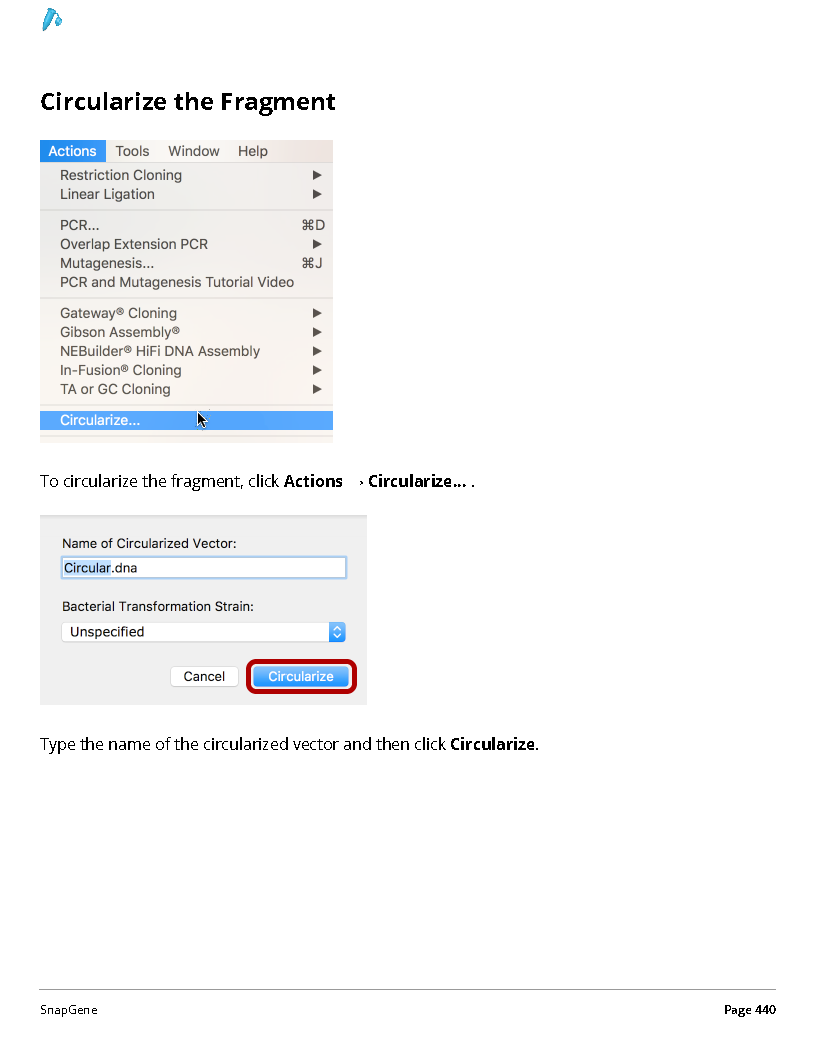 Circularize the Fragment
Actions Tools Window Help
Restriction Cloning ▶
Linear Ligation ▶
PCR... ⌘D
Overlap Extension PCR ▶
Mutagenesis... ⌘J
PCR and Mutagenesis Tutorial Video
Gateway® Cloning ▶
Gibson Assembly® ▶
NEBuilder® HiFi DNA Assembly ▶
In-Fusion® Cloning ▶
TA or GC Cloning ▶
Circularize...
To circularize the fragment, click Actions → Circularize... .
Name of Circularized Vector:
Circular.dna
Bacterial Transformation Strain:
Unspecified
Cancel Circularize
Type the name of the circularized vector and then click Circularize.
SnapGene Page 440